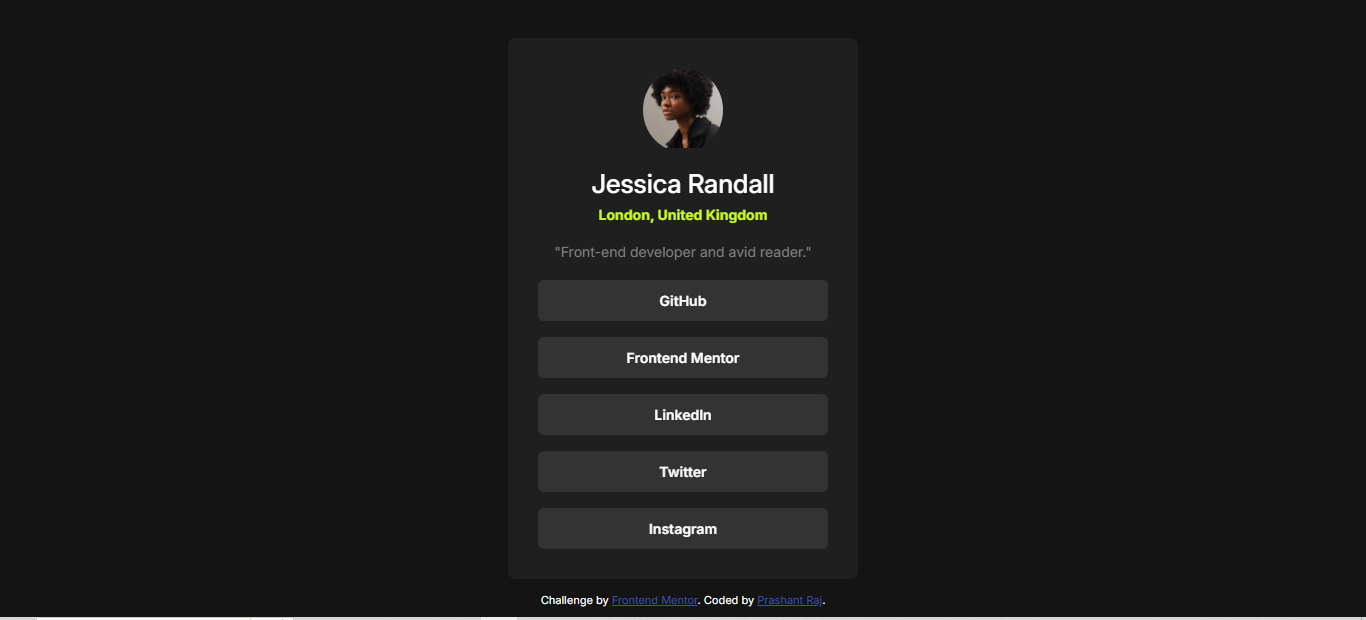 Jessica Randall
London, United Kingdom
"Front-end developer and avid reader."
GitHub
Frontend Mentor
LinkedIn
Twitter
Instagram
Challenge by Frontend Mentor. Coded by Prashant Raj.